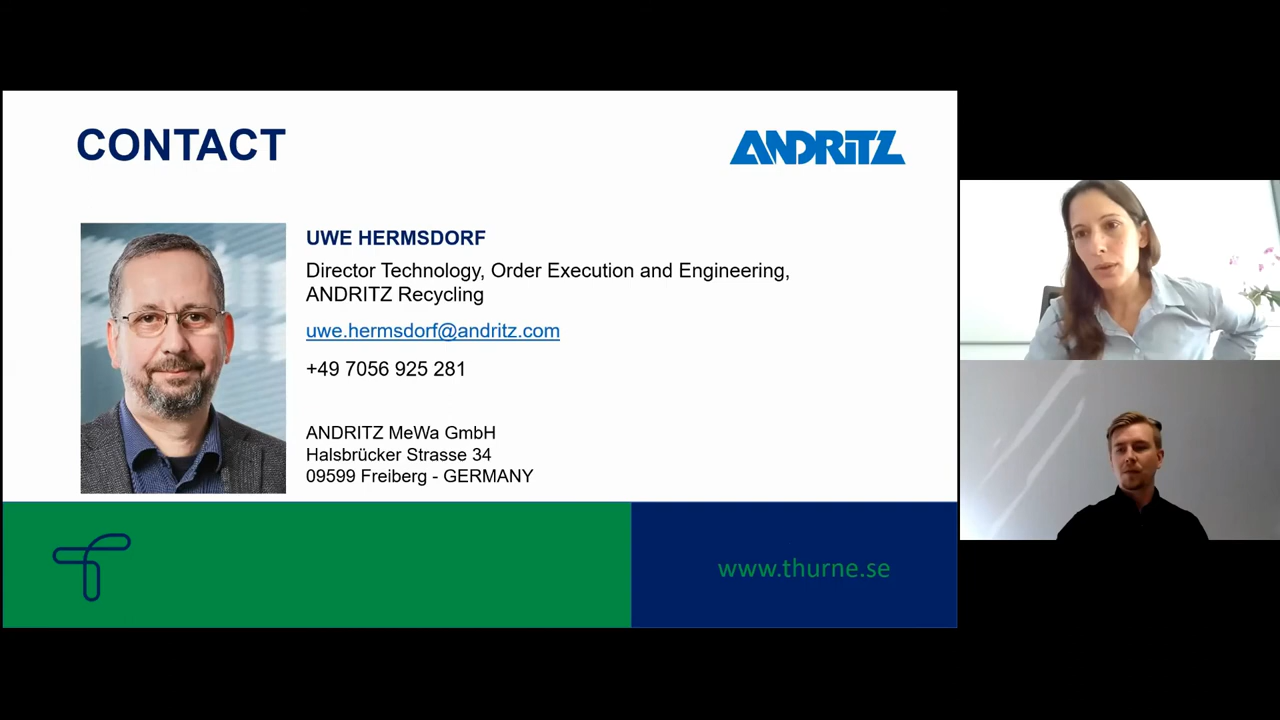 CONTACT
ANDRITZ
UWE HERMSDORF
Director Technology, Order Execution and Engineering,
ANDRITZ Recycling
uwe.hermsdorf@andritz.com
+49 7056 925 281
ANDRITZ MeWa GmbH
Halsbrücker Strasse 34
09599 Freiberg - GERMANY
www.thurne.se